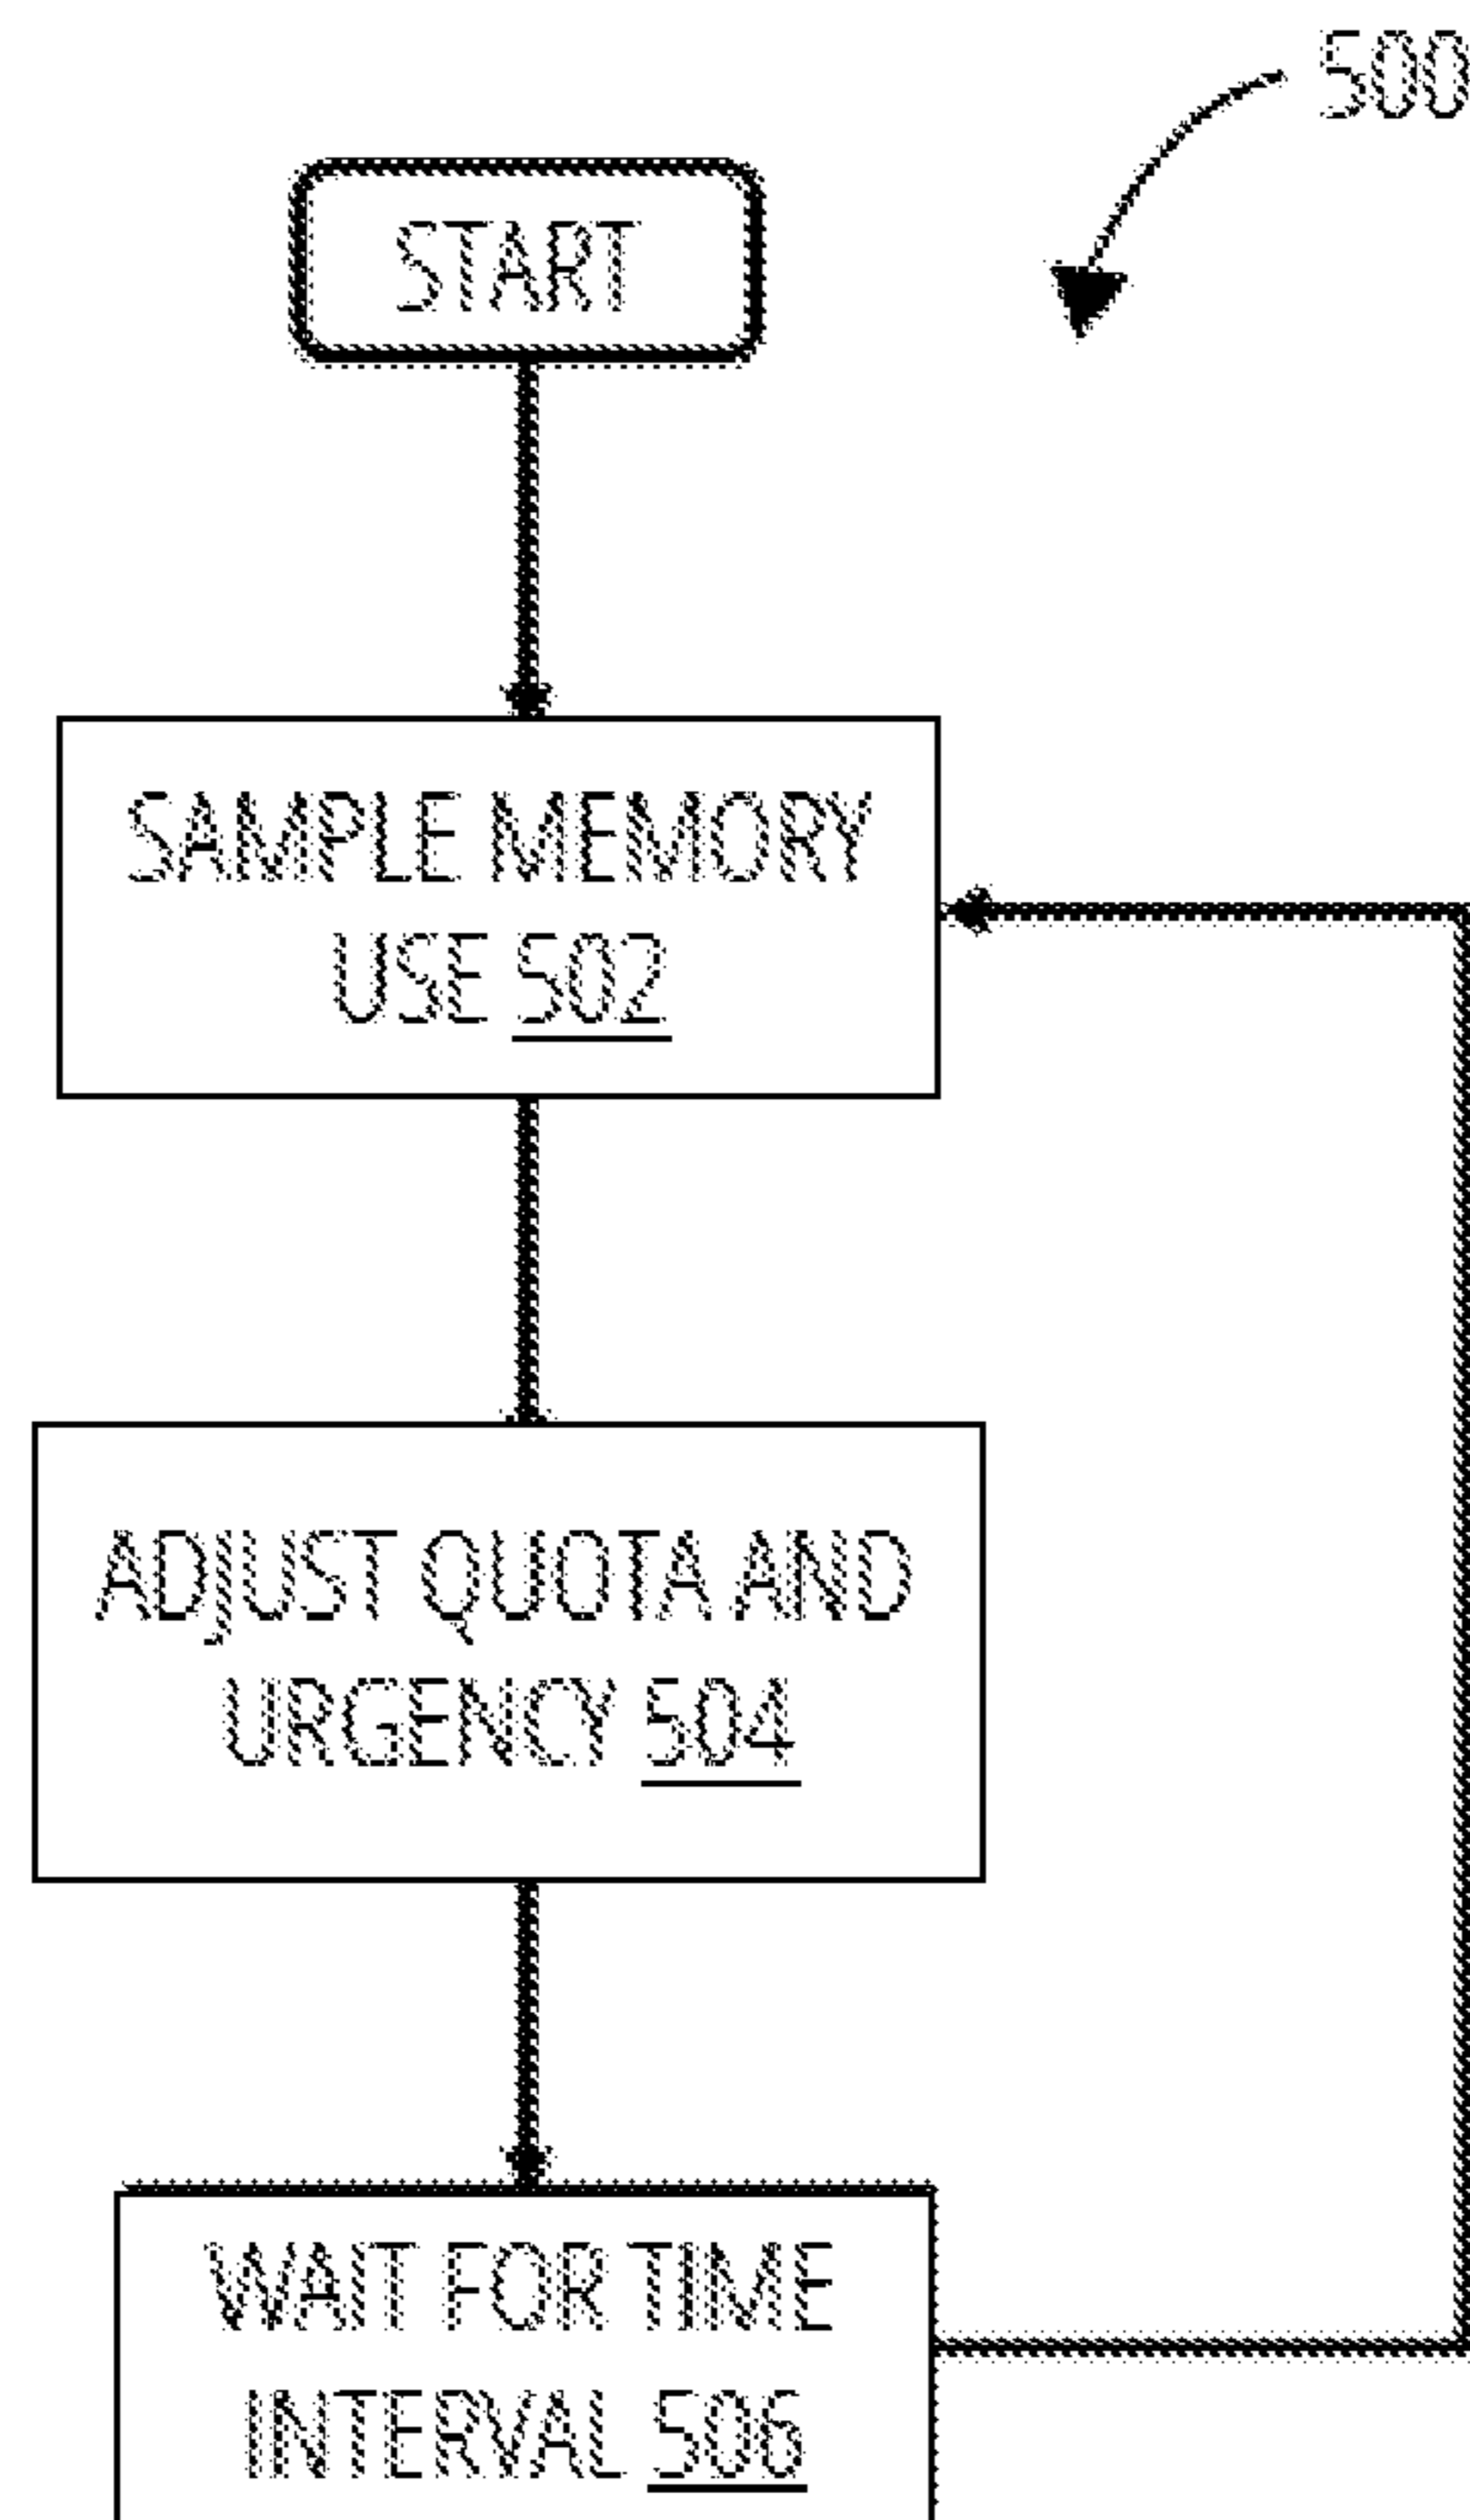 500
START
SAMPLE MEMORY
USE 502
ADJUST QUOTA AND
URGENCY 504
WAIT FOR TIME
INTERVAL 506